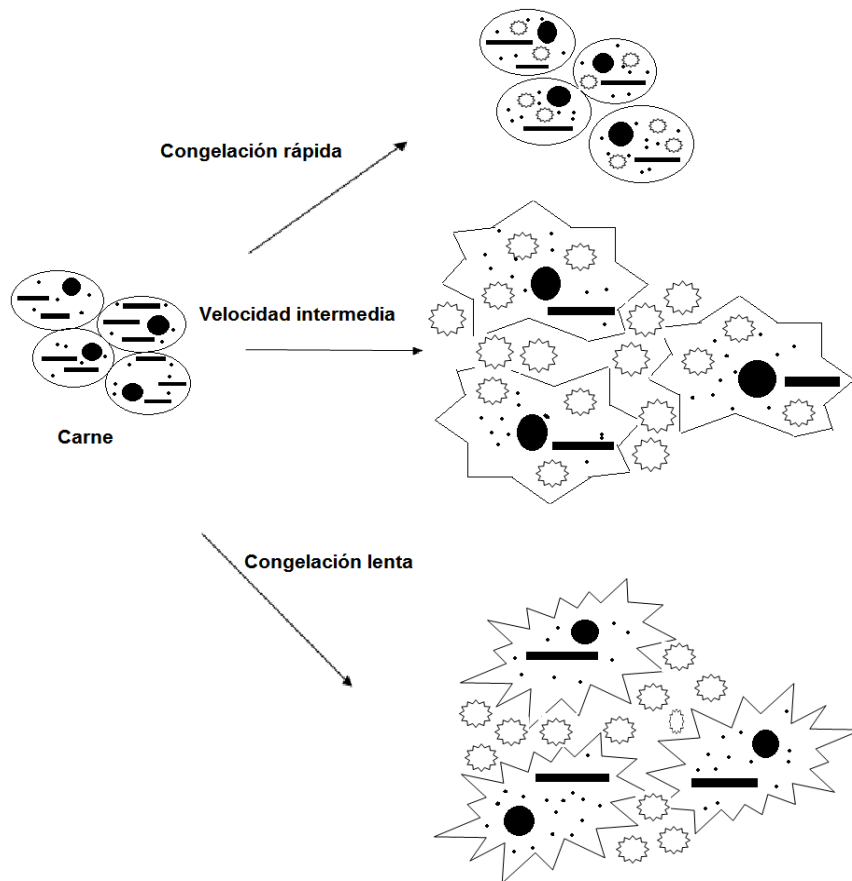 Congelación rápida
Velocidad intermedia
Carne
Congelación lenta